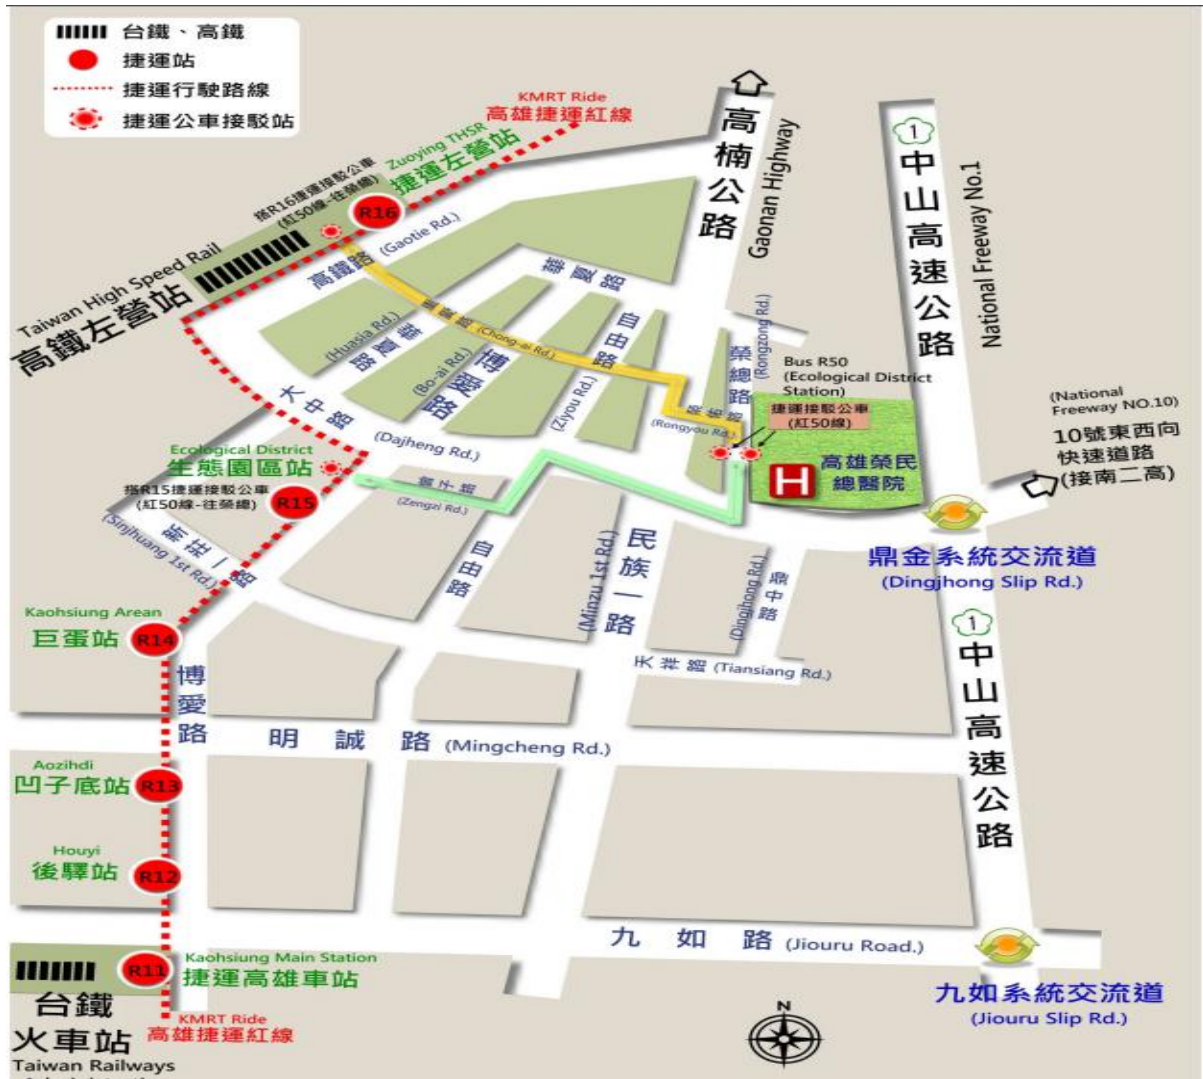 台鐵、高鐵
捷運站
捷運行駛路線
捷運公車接駁站
KMRT Ride
高雄捷運紅線
Zuoying THSR
捷運左營站
搭R16捷運接駁公車
(紅50線-往榮總)
R16
Taiwan High Speed Rail
高鐵左營站
高鐵路
(Gaotie Rd.)
高楠公路
Gaonan Highway
1
中山高速公路
National Freeway No.1
華夏路
(Huasia Rd.)
華夏路
(Chong-ai Rd.)
博愛路
(Bo-ai Rd.)
自由路
(Ziyou Rd.)
榮總路
(Rongzong Rd.)
Bus R50
(Ecological District
Station)
捷運接駁公車
(紅50線)
(Rongyou Rd.)
H
高雄榮民
總醫院
(National
Freeway NO.10)
10號東西向
快速道路
(接南二高)
大中路
(Dajheng Rd.)
Ecological District
生態園區站
搭R15捷運接駁公車
(紅50線-往榮總)
R15
(Zengzi Rd.)
新莊一路
(Sinjhuang 1st Rd.)
自由路
民族一路
(Minzu 1st Rd.)
鼎中路
(Dingjhong Rd.)
鼎金系統交流道
(Dingjhong Slip Rd.)
天祥路 (Tiansiang Rd.)
Kaohsiung Arean
巨蛋站
R14
博愛路
1
中山高速公路
明誠路 (Mingcheng Rd.)
Aozihdi
凹子底站
R13
Houyi
後驛站
R12
九如路 (Jiouru Road.)
R11
Kaohsiung Main Station
捷運高雄車站
九如系統交流道
(Jiouru Slip Rd.)
台鐵
火車站
Taiwan Railways
KMRT Ride
高雄捷運紅線
N